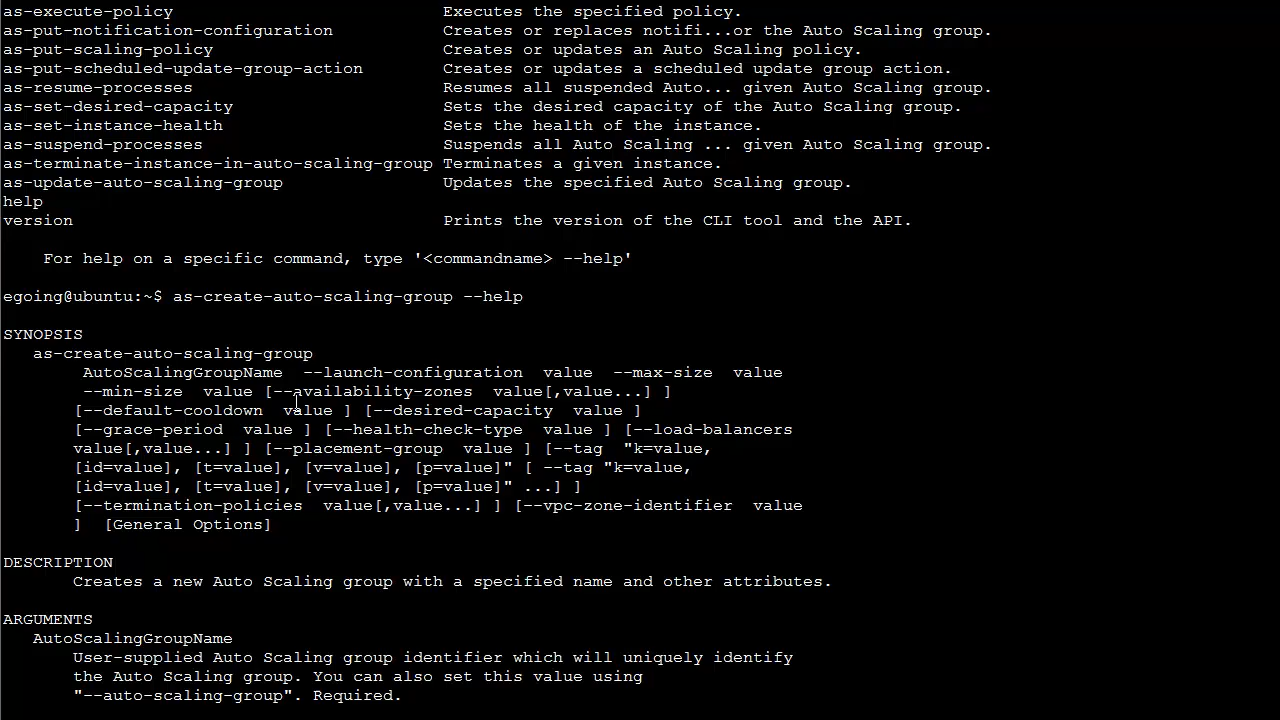 as-execute-policy                           Executes the specified policy.
as-put-notification-configuration           Creates or replaces notifi...or the Auto Scaling group.
as-put-scaling-policy                       Creates or updates an Auto Scaling policy.
as-put-scheduled-update-group-action        Creates or updates a scheduled update group action.
as-resume-processes                         Resumes all suspended Auto... given Auto Scaling group.
as-set-desired-capacity                     Sets the desired capacity of the Auto Scaling group.
as-set-instance-health                      Sets the health of the instance.
as-suspend-processes                        Suspends all Auto Scaling ... given Auto Scaling group.
as-terminate-instance-in-auto-scaling-group Terminates a given instance.
as-update-auto-scaling-group                Updates the specified Auto Scaling group.
help
version                                     Prints the version of the CLI tool and the API.
    For help on a specific command, type '<commandname> --help'
egoing@ubuntu:~$ as-create-auto-scaling-group --help
SYNOPSIS
   as-create-auto-scaling-group
        AutoScalingGroupName  --launch-configuration  value  --max-size  value
        --min-size  value [--availability-zones  value[,value...] ]
       [--default-cooldown  value ] [--desired-capacity  value ]
       [--grace-period  value ] [--health-check-type  value ] [--load-balancers
       value[,value...] ] [--placement-group  value ] [--tag  "k=value,
       [id=value], [t=value], [v=value], [p=value]" [ --tag "k=value,
       [id=value], [t=value], [v=value], [p=value]" ...] ]
       [--termination-policies  value[,value...] ] [--vpc-zone-identifier  value
       ]  [General Options]
DESCRIPTION
       Creates a new Auto Scaling group with a specified name and other attributes.
ARGUMENTS
   AutoScalingGroupName
       User-supplied Auto Scaling group identifier which will uniquely identify
       the Auto Scaling group. You can also set this value using
       "--auto-scaling-group". Required.